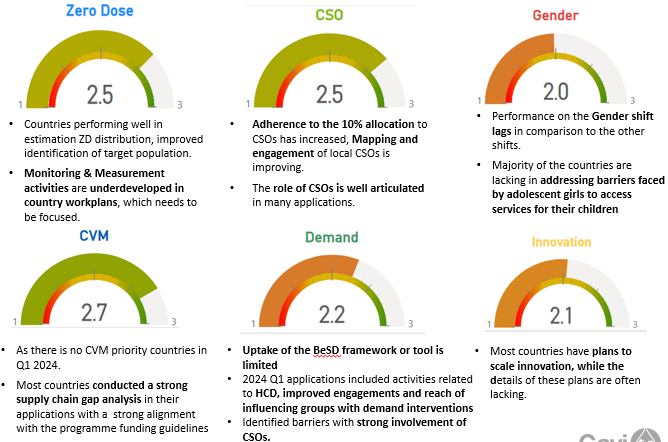 Zero Dose
CSO
Gender
2.5
1
3
2.5
1
3
2.0
1
3
• Countries performing well in
estimation ZD distribution, improved
identification of target population.
• Monitoring & Measurement
activities are underdeveloped in
country workplans, which needs to
be focused.
• Adherence to the 10% allocation to
CSOs has increased, Mapping and
engagement of local CSOs is
improving.
• The role of CSOs is well articulated
in many applications.
• Performance on the Gender shift
lags in comparison to the other
shifts.
• Majority of the countries are
lacking in addressing barriers faced
by adolescent girls to access
services for their children
CVM
Demand
Innovation
2.7
1
3
2.2
1
3
2.1
1
3
• As there is no CVM priority countries in
Q1 2024.
• Most countries conducted a strong
supply chain gap analysis in their
applications with a strong alignment
with the programme funding guidelines
• Uptake of the BeSD framework or tool is
limited
• 2024 Q1 applications included activities related
to HCD, improved engagements and reach of
influencing groups with demand interventions
• Identified barriers with strong involvement of
CSOs.
• Most countries have plans to
scale innovation, while the
details of these plans are often
lacking.
Gavi